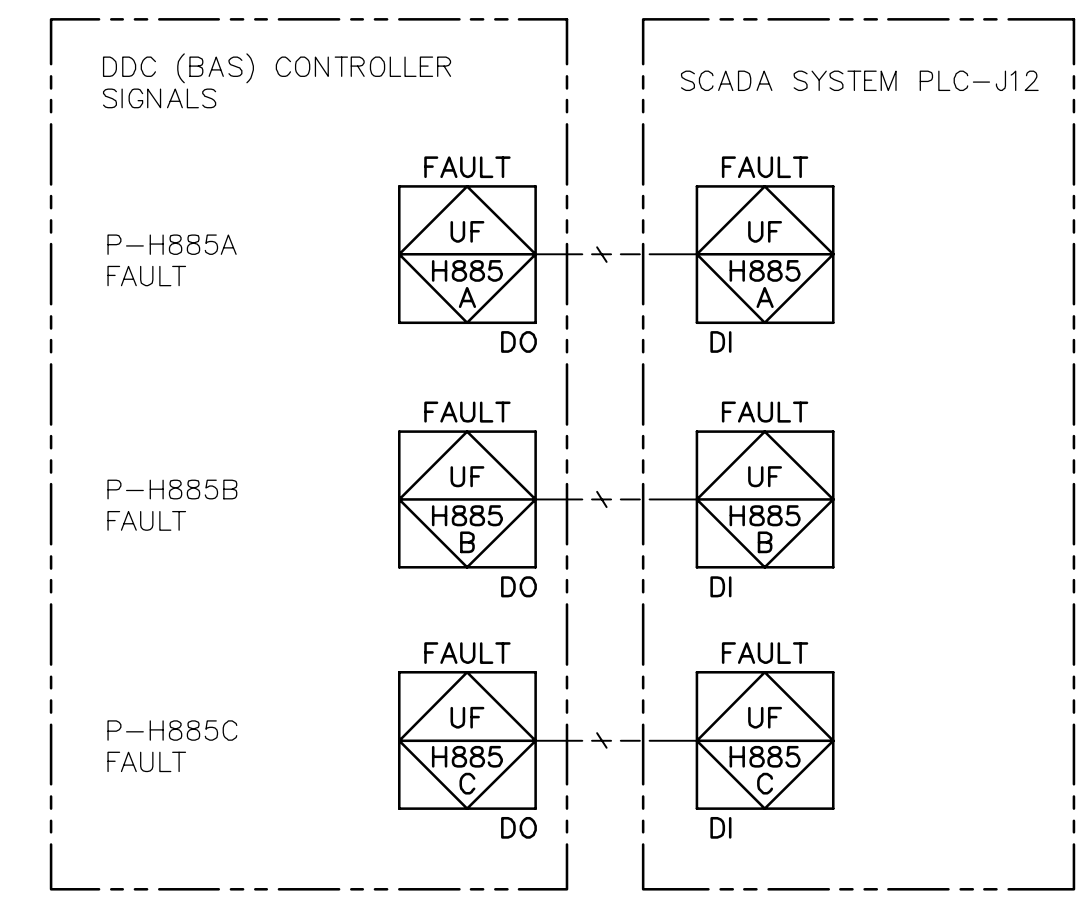 DDC (BAS) CONTROLLER
SIGNALS
SCADA SYSTEM PLC-J12
P-H885A
FAULT
FAULT
UF
H885
A
DO
FAULT
UF
H885
A
DI
P-H885B
FAULT
FAULT
UF
H885
B
DO
FAULT
UF
H885
B
DI
P-H885C
FAULT
FAULT
UF
H885
C
DO
FAULT
UF
H885
C
DI